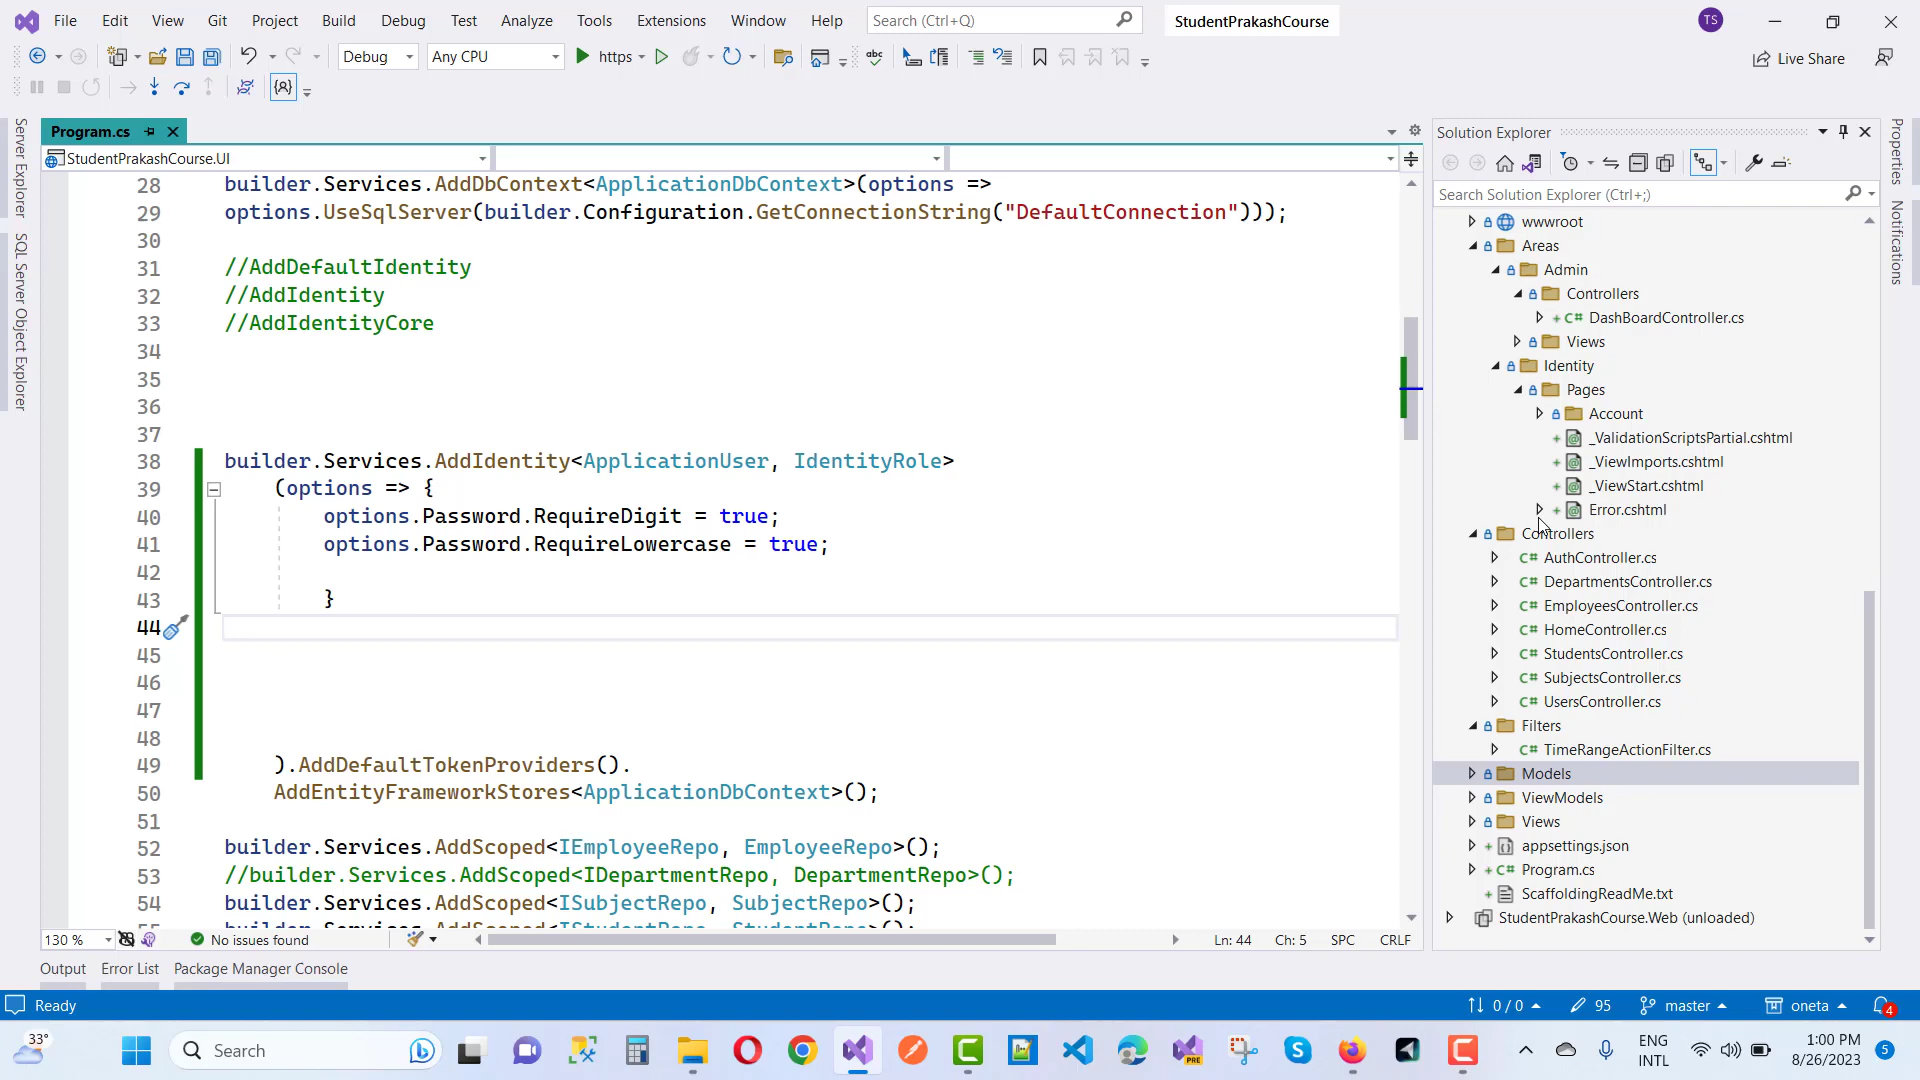 File Edit View Git Project Build Debug Test Analyze Tools Extensions Window Help Search (Ctrl+Q) StudentPrakashCourse TS
Debug Any CPU https Live Share
Program.cs
StudentPrakashCourse.UI
Server Explorer
SQL Server Object Explorer
28 builder.Services.AddDbContext<ApplicationDbContext>(options =>
29 options.UseSqlServer(builder.Configuration.GetConnectionString("DefaultConnection")));
30
31 //AddDefaultIdentity
32 //AddIdentity
33 //AddIdentityCore
34
35
36
37
38 builder.Services.AddIdentity<ApplicationUser, IdentityRole>
39 (options => {
40 options.Password.RequireDigit = true;
41 options.Password.RequireLowercase = true;
42
43 }
44
45
46
47
48
49 ).AddDefaultTokenProviders().
50 AddEntityFrameworkStores<ApplicationDbContext>();
51
52 builder.Services.AddScoped<IEmployeeRepo, EmployeeRepo>();
53 //builder.Services.AddScoped<IDepartmentRepo, DepartmentRepo>();
54 builder.Services.AddScoped<ISubjectRepo, SubjectRepo>();
130 % No issues found Ln: 44 Ch: 5 SPC CRLF
Output Error List Package Manager Console
Solution Explorer
Search Solution Explorer (Ctrl+;)
wwwroot
Areas
Admin
Controllers
C# DashBoardController.cs
Views
Identity
Pages
Account
_ValidationScriptsPartial.cshtml
_ViewImports.cshtml
_ViewStart.cshtml
Error.cshtml
Controllers
C# AuthController.cs
C# DepartmentsController.cs
C# EmployeesController.cs
C# HomeController.cs
C# StudentsController.cs
C# SubjectsController.cs
C# UsersController.cs
Filters
C# TimeRangeActionFilter.cs
Models
ViewModels
Views
appsettings.json
C# Program.cs
ScaffoldingReadMe.txt
StudentPrakashCourse.Web (unloaded)
Properties
Notifications
Ready 0 / 0 95 master oneta 4
33° Search PRE ENG INTL 1:00 PM 8/26/2023 5